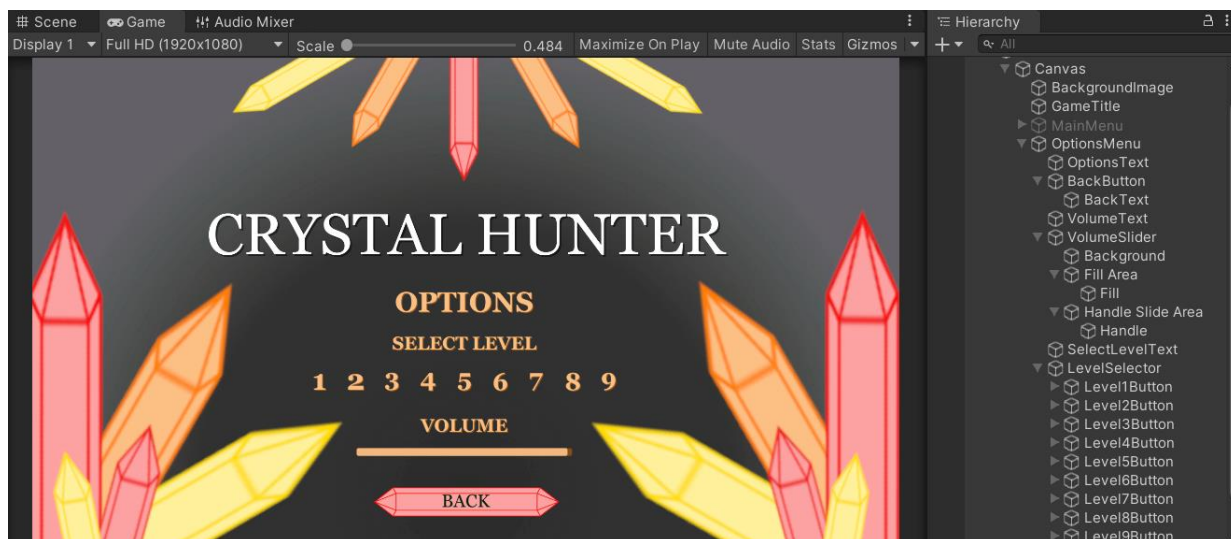 Scene Game Audio Mixer
Display 1 Full HD (1920x1080) Scale 0.484 Maximize On Play Mute Audio Stats Gizmos
CRYSTAL HUNTER
OPTIONS
SELECT LEVEL
1 2 3 4 5 6 7 8 9
VOLUME
BACK
Hierarchy
All
Canvas
BackgroundImage
GameTitle
MainMenu
OptionsMenu
OptionsText
BackButton
BackText
VolumeText
VolumeSlider
Background
Fill Area
Fill
Handle Slide Area
Handle
SelectLevelText
LevelSelector
Level1Button
Level2Button
Level3Button
Level4Button
Level5Button
Level6Button
Level7Button
Level8Button
Level9Button